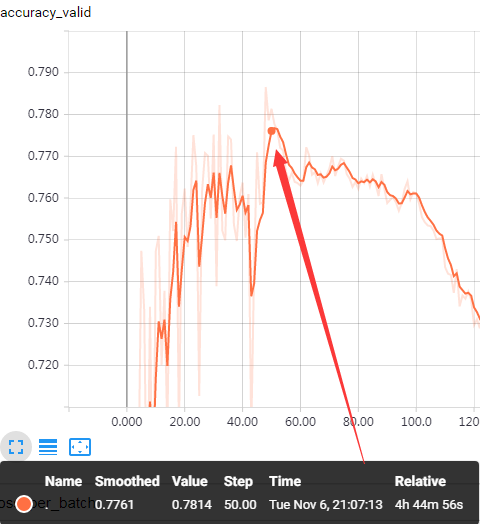 accuracy_valid
0.790
0.780
0.770
0.760
0.750
0.740
0.730
0.720
0.000 20.00 40.00 60.00 80.00 100.0 120
Name Smoothed Value Step Time Relative
. 0.7761 0.7814 50.00 Tue Nov 6, 21:07:13 4h 44m 56s
per_batch